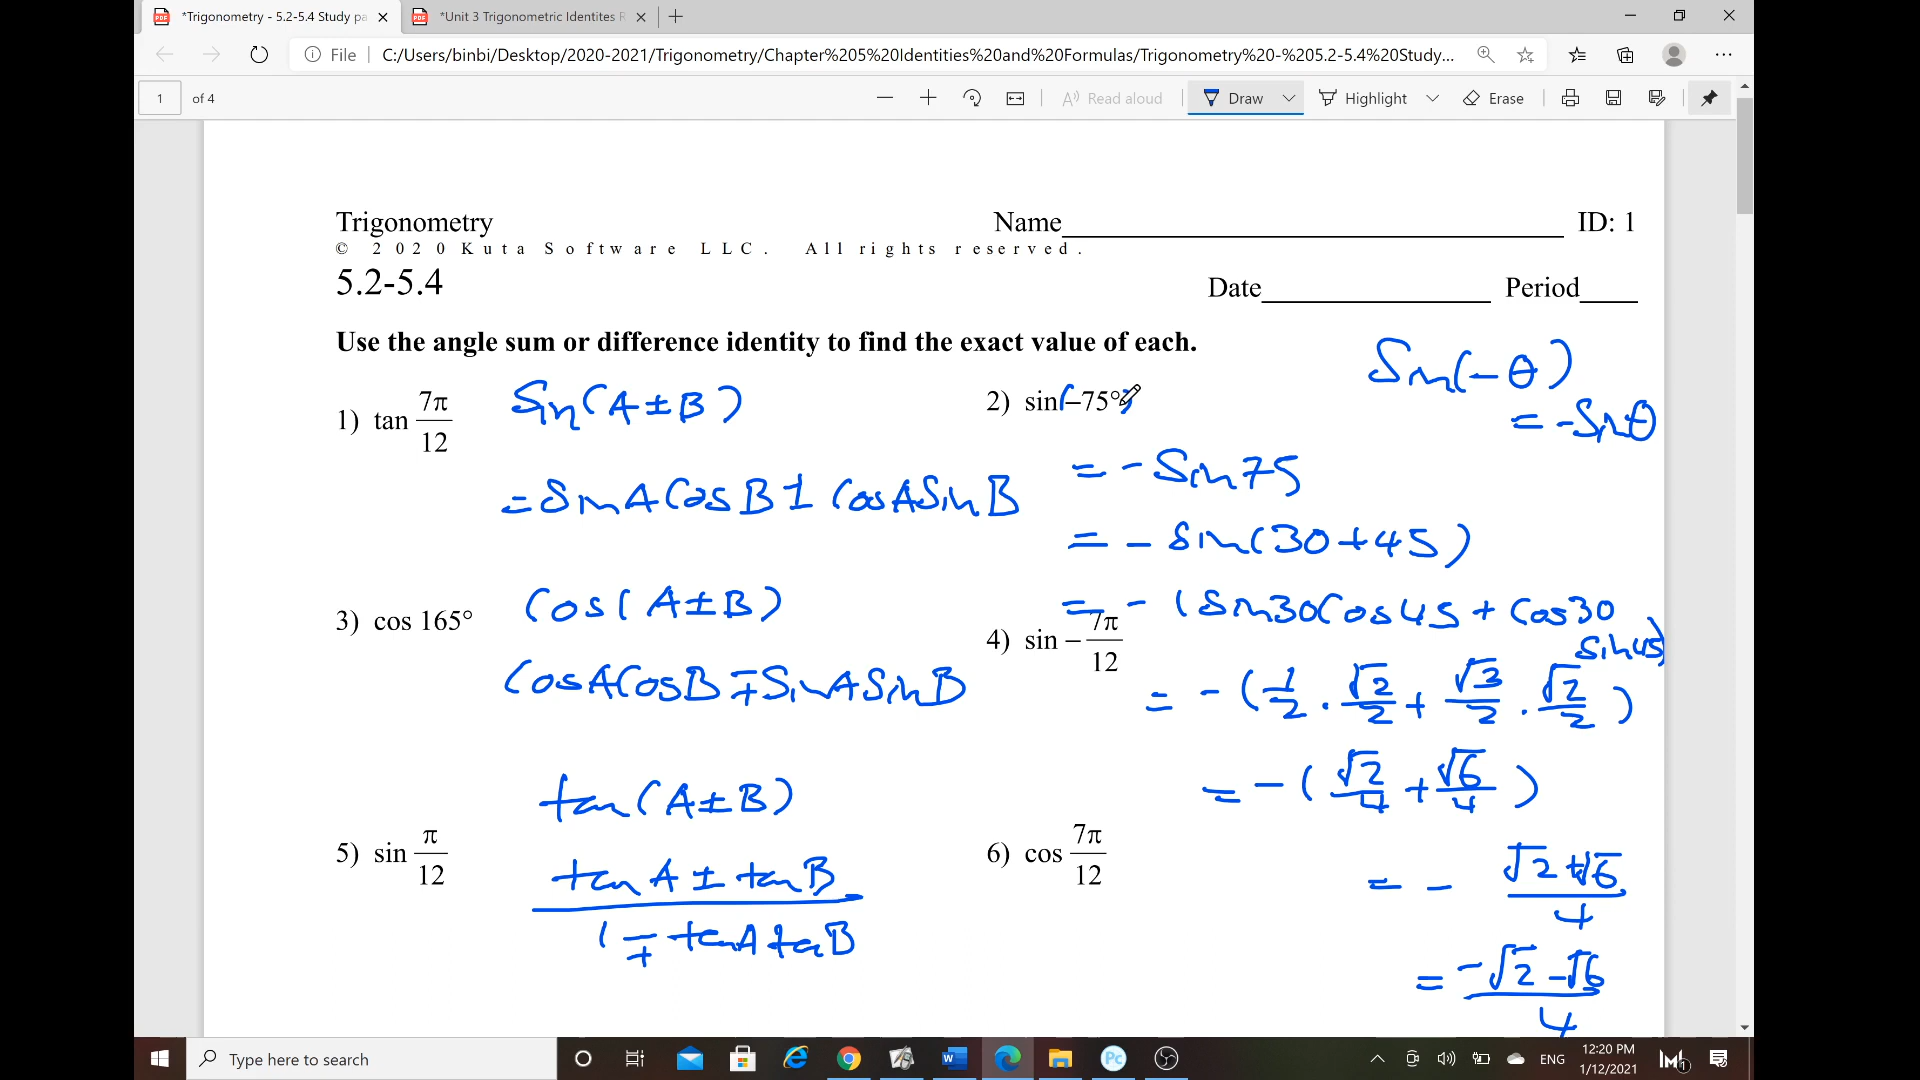 *Trigonometry - 5.2-5.4 Study pa
*Unit 3 Trigonometric Identites R
File
C:/Users/binbi/Desktop/2020-2021/Trigonometry/Chapter%205%20Identities%20and%20Formulas/Trigonometry%20-%205.2-5.4%20Study...
1 of 4
Read aloud
Draw
Highlight
Erase
Trigonometry
Name ID: 1
© 2020 Kuta Software LLC. All rights reserved.
5.2-5.4
Date Period
Use the angle sum or difference identity to find the exact value of each.
1) tan 7π/12
sin(A±B)
= sinA CosB ± CosA SinB
2) sin(-75°)
Sin(-θ)
= -Sinθ
= - Sin75
= - sin(30+45)
= - (Sin30Cos45 + Cos30
Sin45)
= - (1/2 · √2/2 + √3/2 · √2/2)
= - (√2/4 + √6/4)
= - √2+√6/4
= -√2-√6/4
3) cos 165°
Cos(A±B)
CosACosB∓SinASinB
4) sin - 7π/12
tan(A±B)
tanA ± tanB
1 ∓ tanAtanB
5) sin π/12
6) cos 7π/12
Type here to search
ENG
12:20 PM
1/12/2021